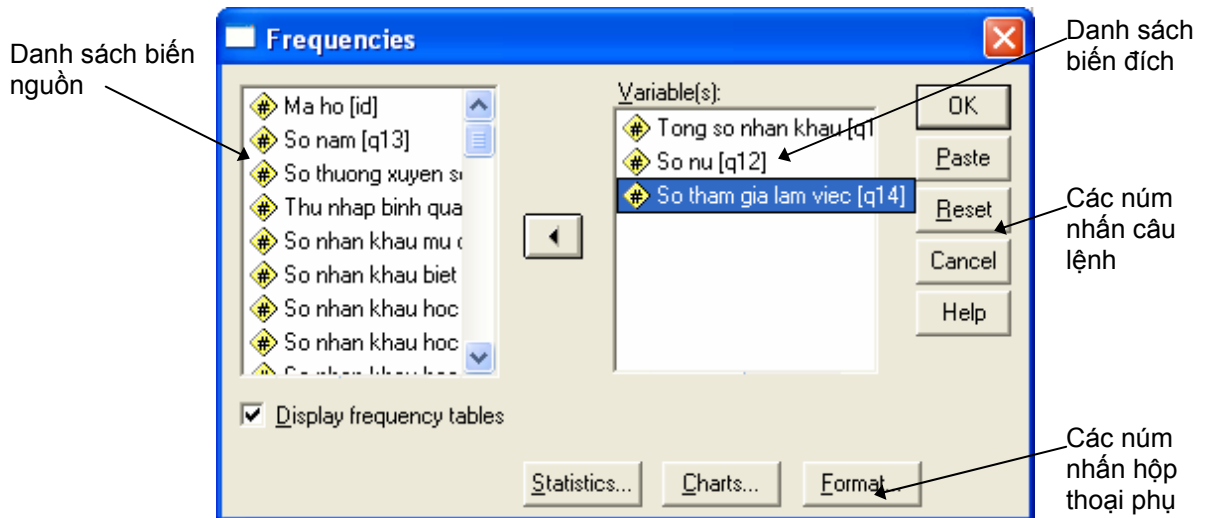 Danh sách biến
nguồn
Frequencies
Ma ho [id]
So nam [q13]
So thuong xuyen
Thu nhap binh qua
So nhan khau mu
So nhan khau biet
So nhan khau hoc
So nhan khau hoc
Variable(s):
Tong so nhan khau [q1
So nu [q12]
So tham gia lam viec [q14]
OK
Paste
Reset
Cancel
Help
Display frequency tables
Statistics...
Charts...
Format...
Danh sách
biến đích
Các núm
nhấn câu
lệnh
Các núm
nhấn hộp
thoại phụ